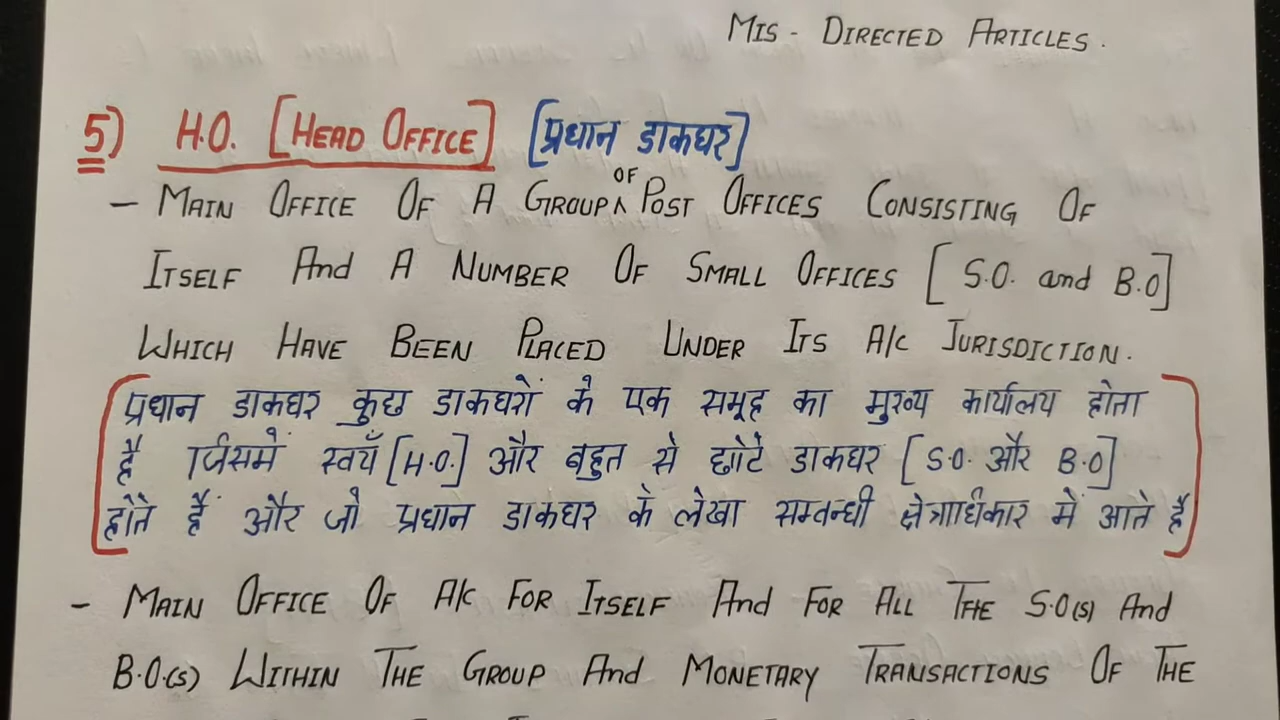 MIS - DIRECTED ARTICLES.
5) H.O. [HEAD OFFICE] [प्रधान डाकघर]
- MAIN OFFICE OF A GROUP OF POST OFFICES CONSISTING OF
ITSELF And A NUMBER OF SMALL OFFICES [S.O. and B.O]
WHICH HAVE BEEN PLACED UNDER ITS A/C JURISDICTION.
[प्रधान डाकघर कुछ डाकघरों के एक समूह का मुख्य कार्यालय होता
है जिसमें स्वयँ [H.O.] और बहुत से छोटे डाकघर [S.O. और B.O]
होते हैं और जो प्रधान डाकघर के लेखा सम्बन्धी क्षेत्राधिकार में आते हैं]
- MAIN OFFICE OF A/C FOR ITSELF And FOR ALL THE S.O(S) And
B.O.(S) WITHIN THE GROUP And MONETARY TRANSACTIONS OF THE